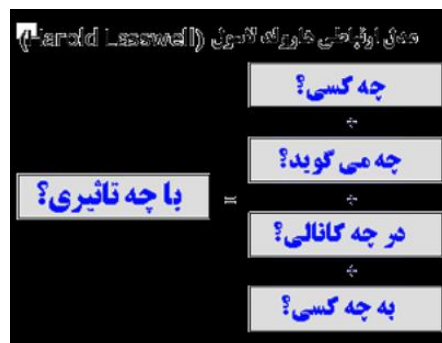 مدل ارتباطی هارولد لاسول (Harold Lasswell)
چه کسی؟
+
چه می گوید؟
+
با چه تاثیری؟ =
در چه کانالی؟
+
به چه کسی؟